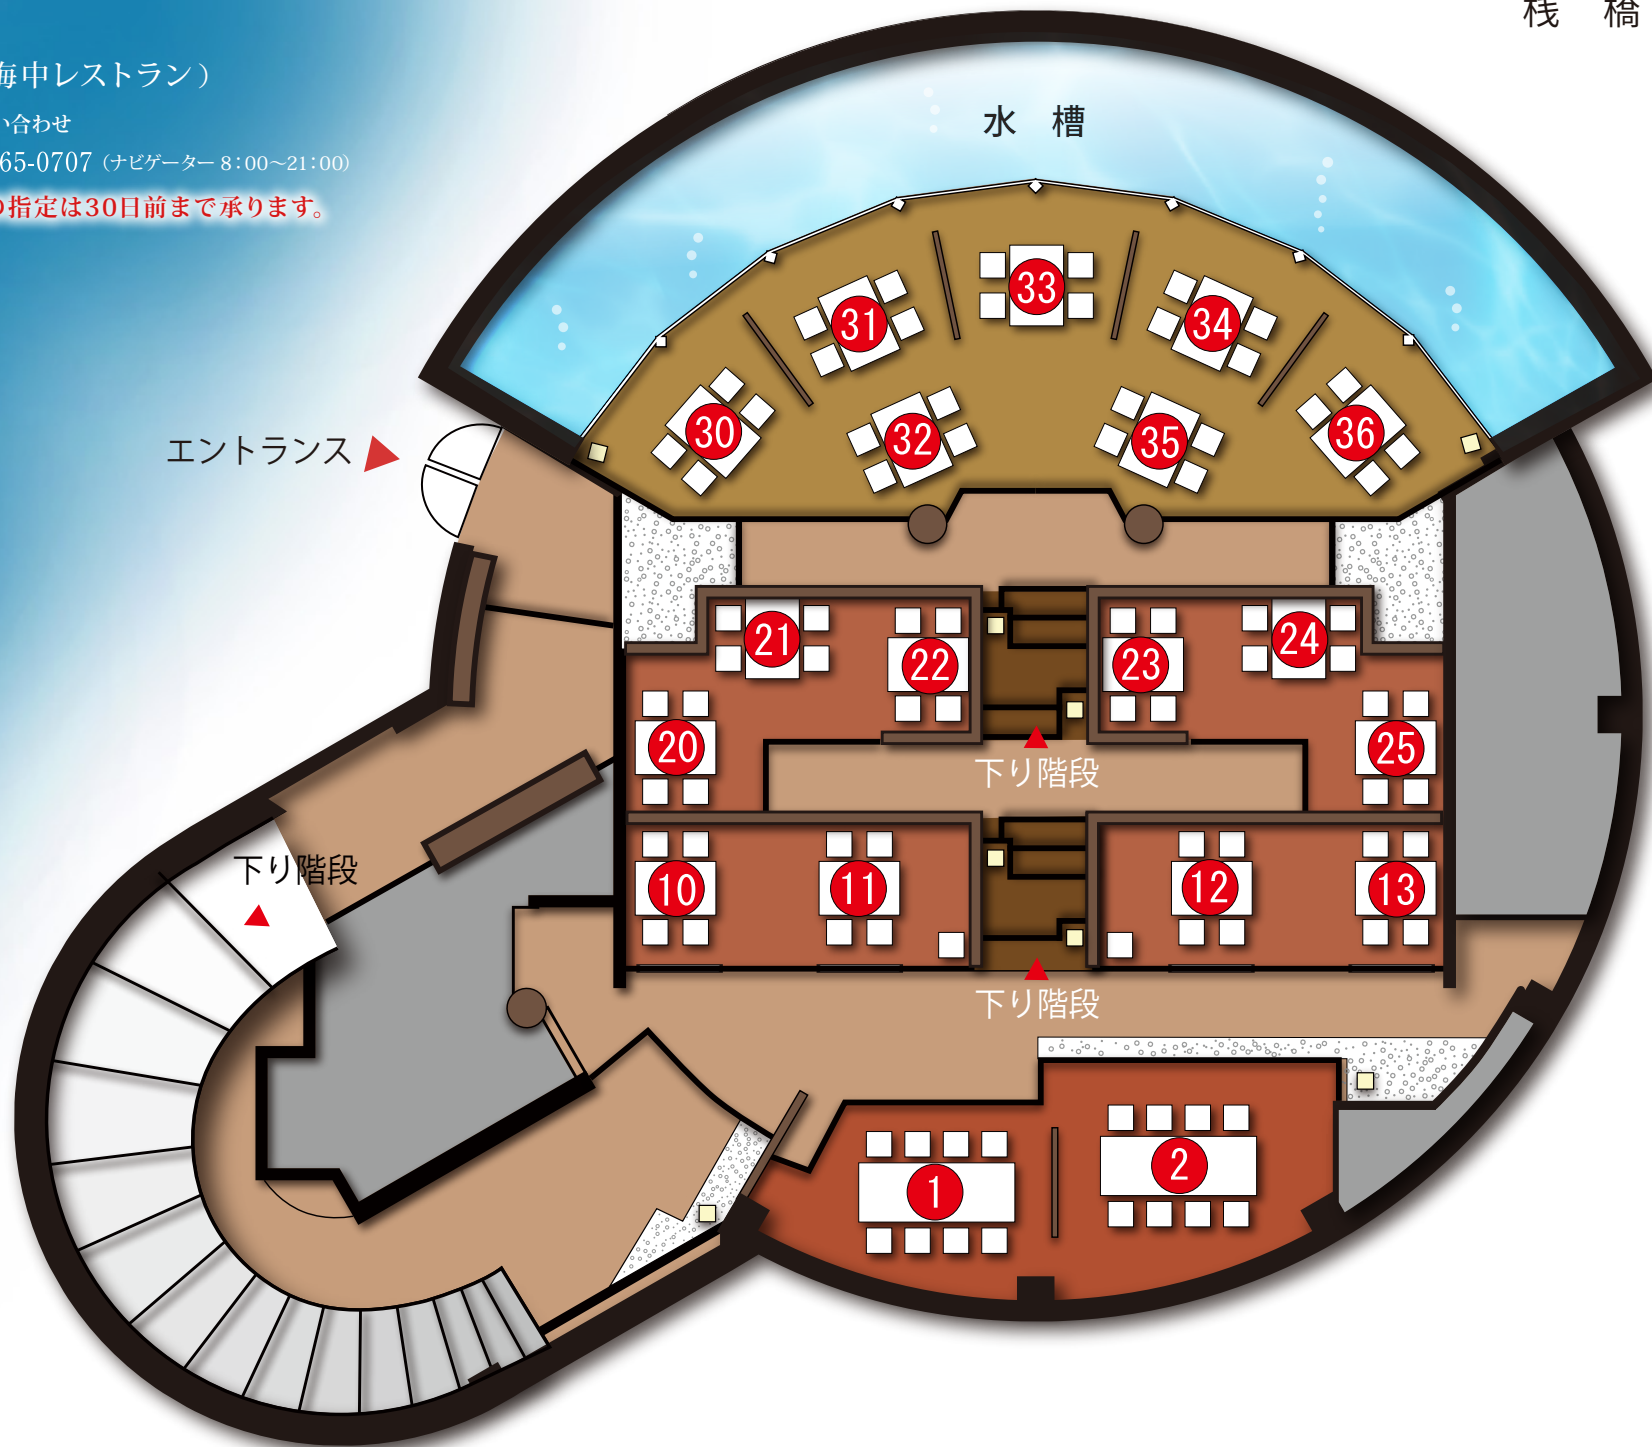 桟 橋
海中レストラン）
い合わせ
65-0707（ナビゲーター 8：00～21：00）
の指定は30日前まで承ります。
水 槽
33
31
34
30
32
35
36
エントランス
21
22
23
24
20
25
下り階段
10
11
12
13
下り階段
下り階段
1
2